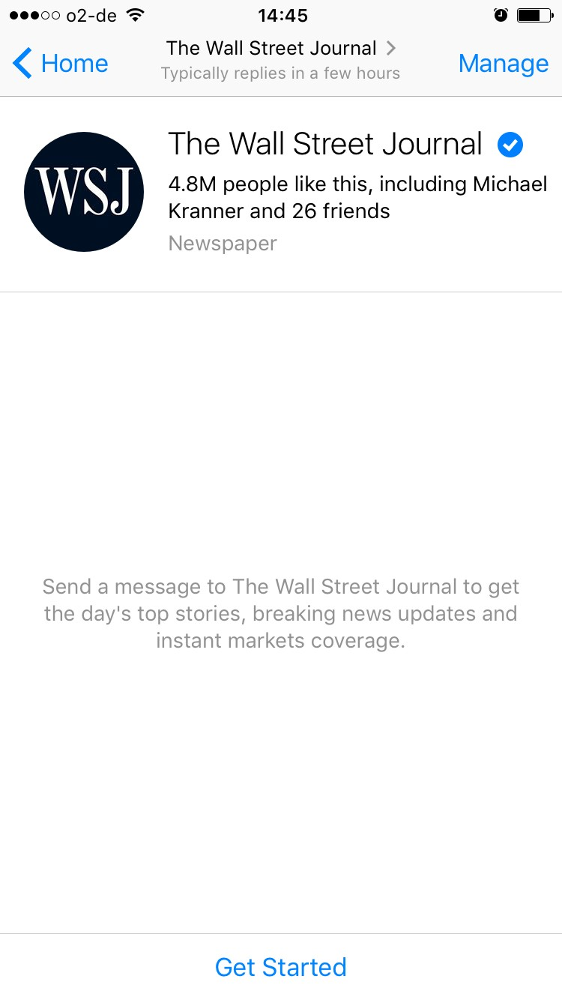 o2-de 14:45
Home
The Wall Street Journal
Typically replies in a few hours
Manage
WSJ
The Wall Street Journal
4.8M people like this, including Michael
Kranner and 26 friends
Newspaper
Send a message to The Wall Street Journal to get
the day's top stories, breaking news updates and
instant markets coverage.
Get Started